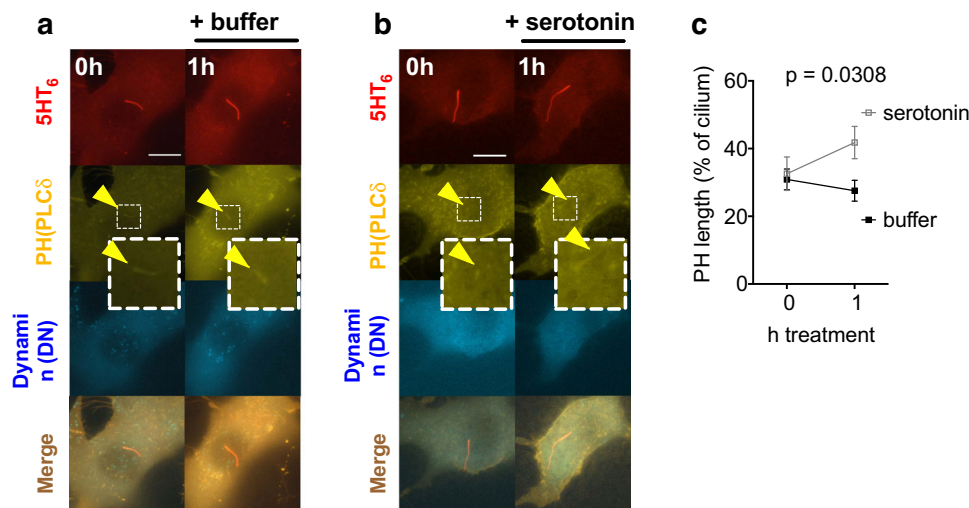 a
+ buffer
0h
1h
5HT6
PH(PLCδ
Dynami
n (DN)
Merge
b
+ serotonin
0h
1h
5HT6
PH(PLCδ
Dynami
n (DN)
Merge
c
p = 0.0308
60
40
20
0
PH length (% of cilium)
serotonin
buffer
0
1
h treatment